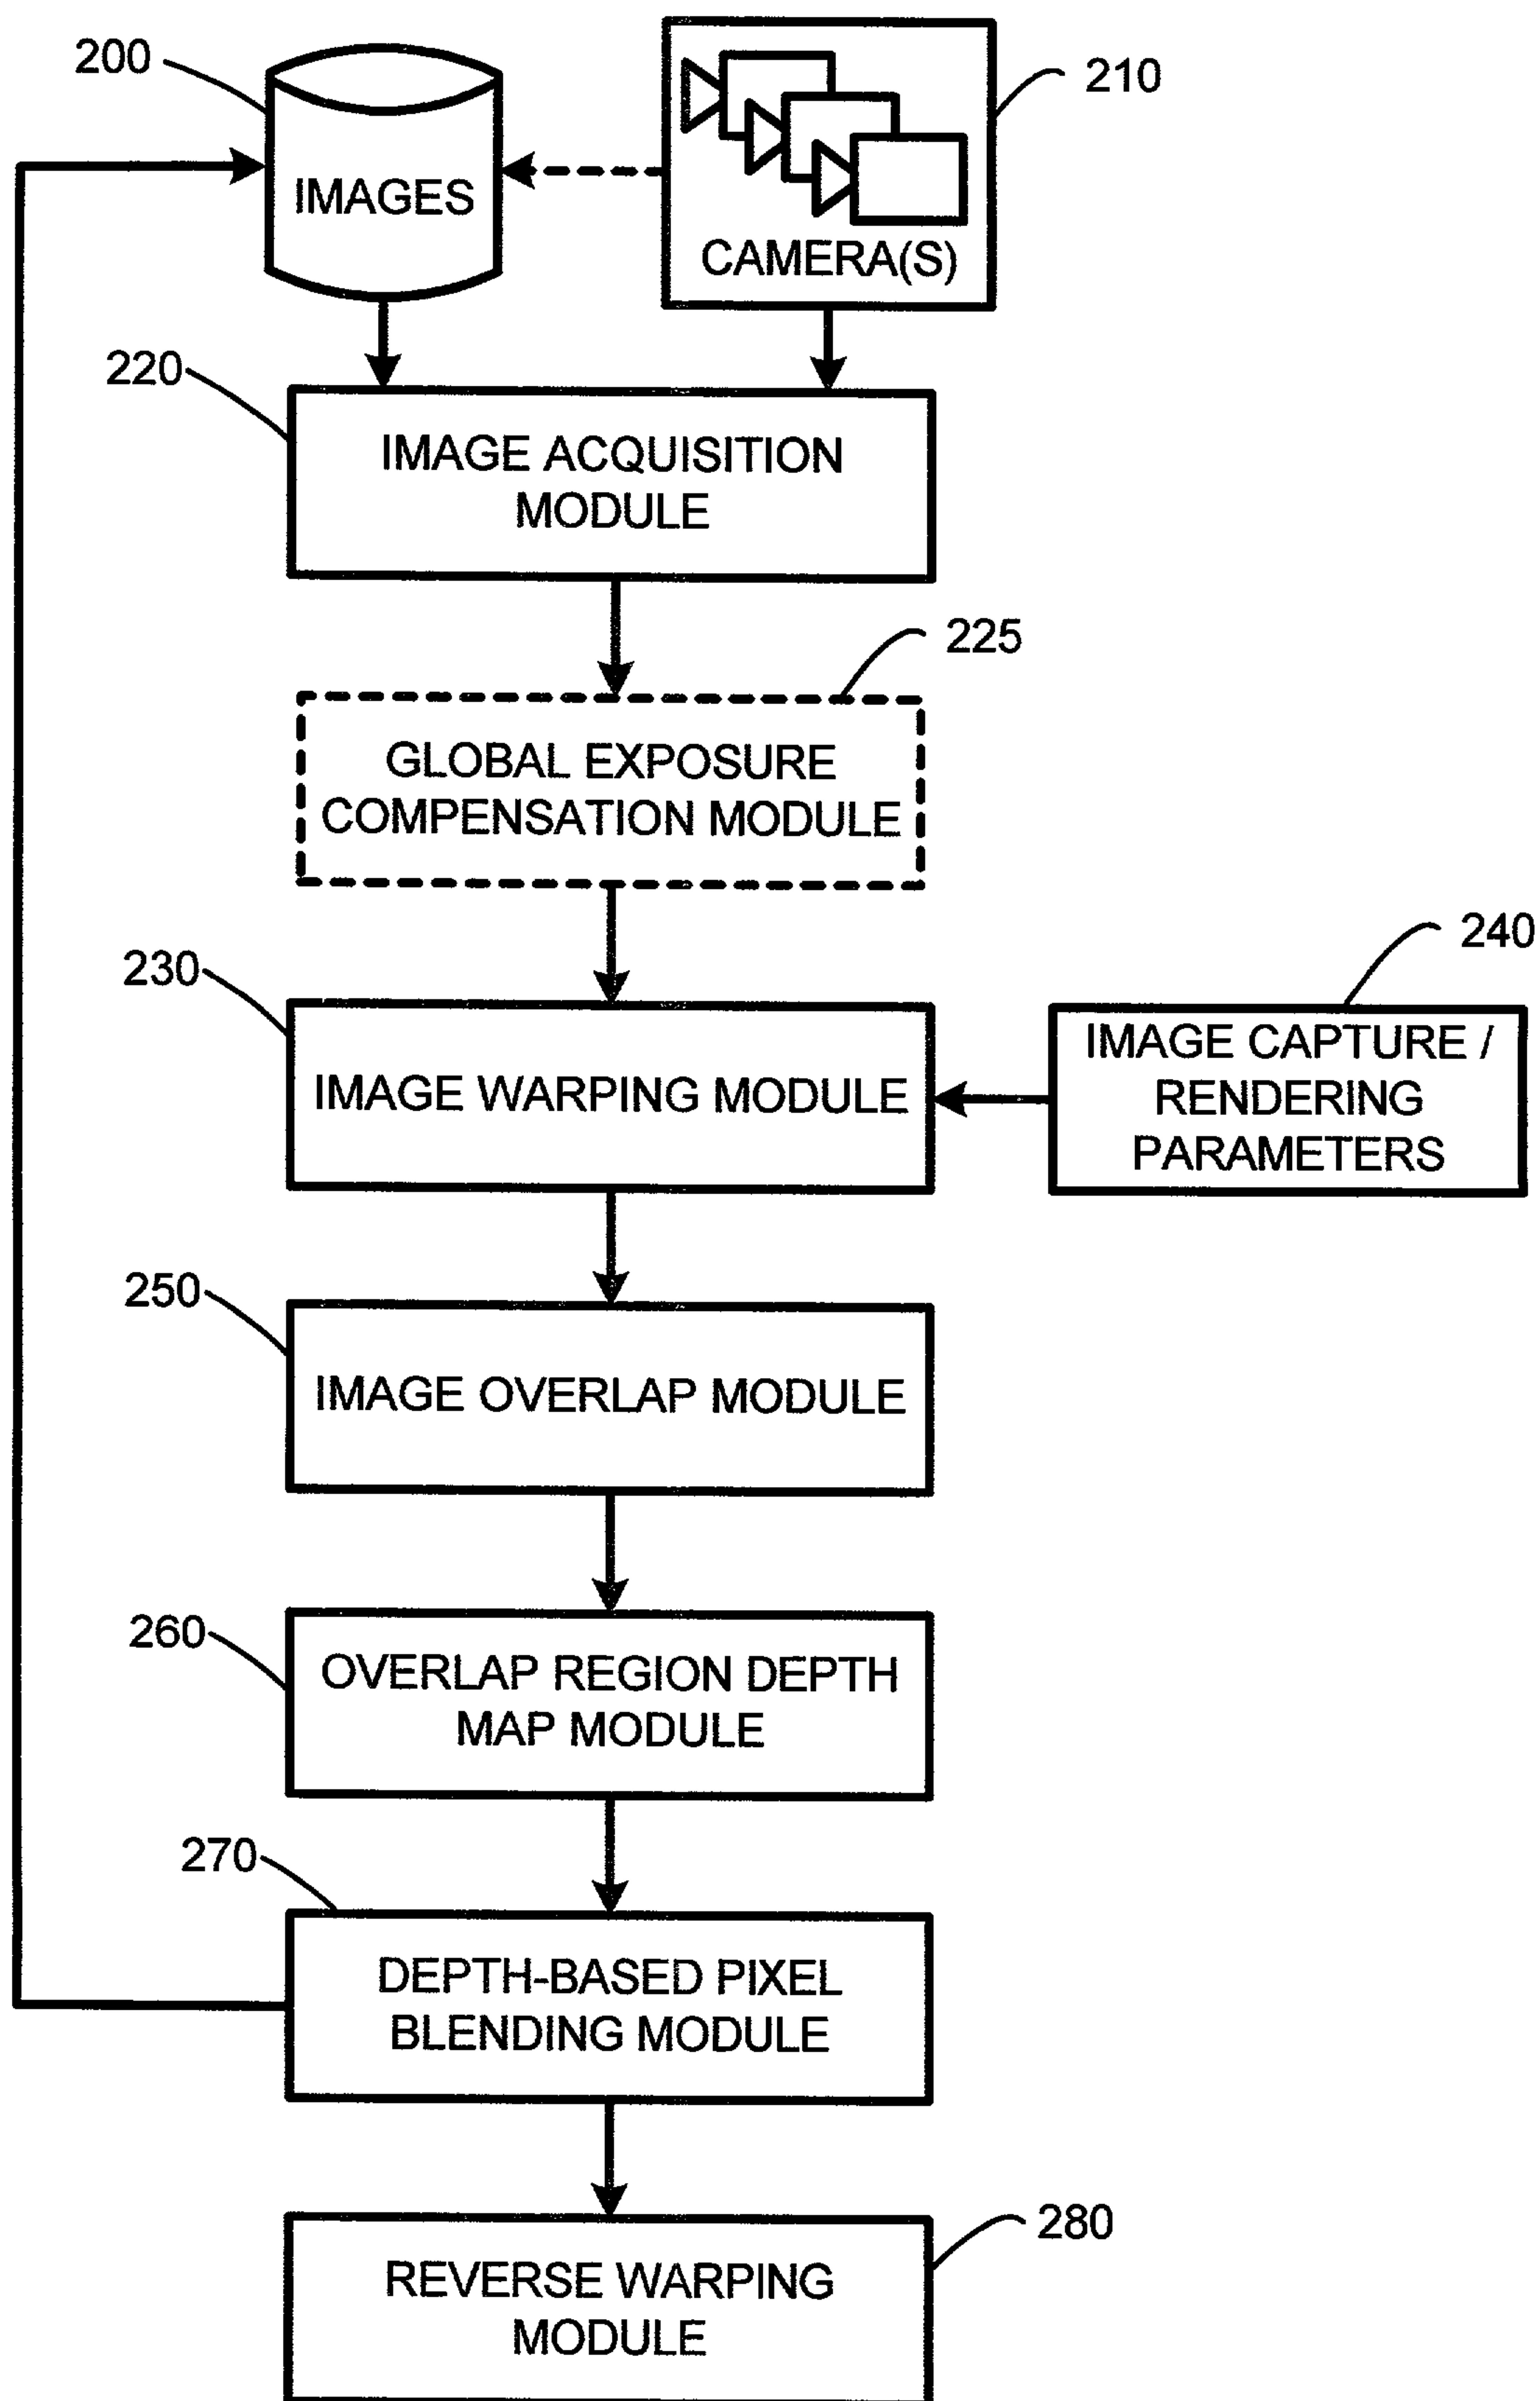 200
210
IMAGES
CAMERA(S)
220
IMAGE ACQUISITION
MODULE
225
GLOBAL EXPOSURE
COMPENSATION MODULE
230
240
IMAGE WARPING MODULE
IMAGE CAPTURE /
RENDERING
PARAMETERS
250
IMAGE OVERLAP MODULE
260
OVERLAP REGION DEPTH
MAP MODULE
270
DEPTH-BASED PIXEL
BLENDING MODULE
280
REVERSE WARPING
MODULE